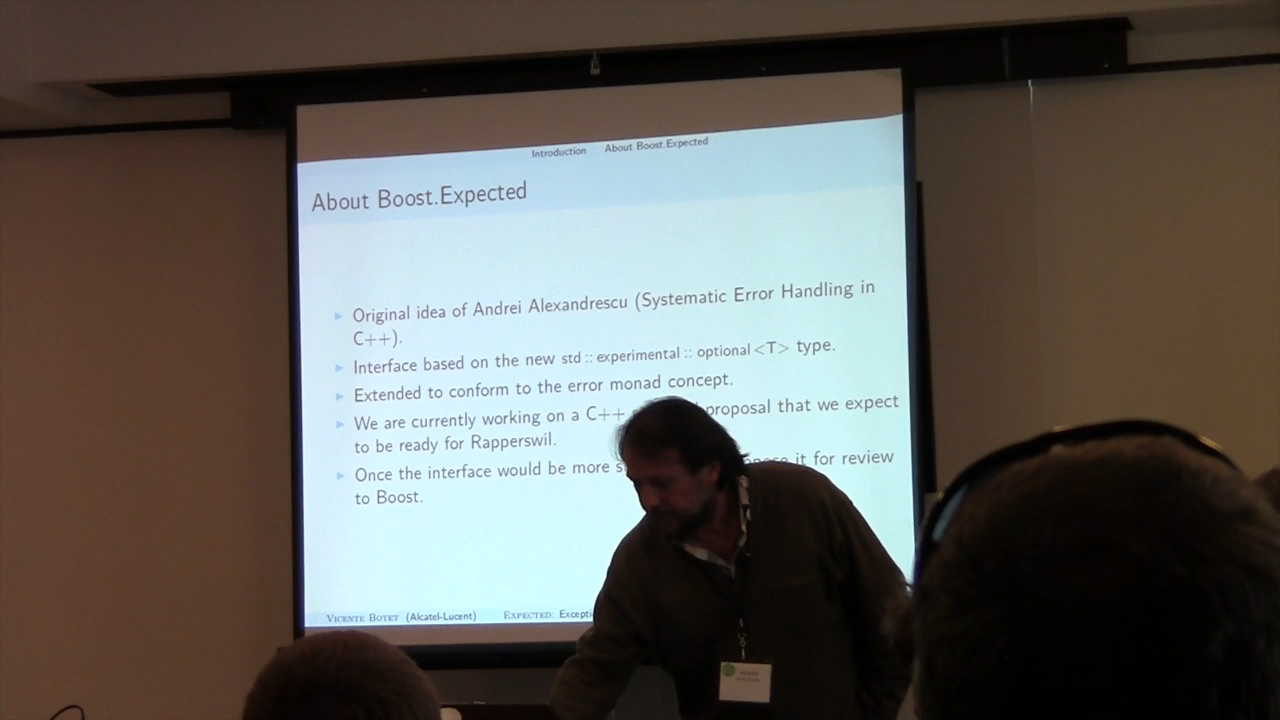 Introduction About Boost.Expected
About Boost.Expected
Original idea of Andrei Alexandrescu (Systematic Error Handling in
C++).
Interface based on the new std :: experimental :: optional <T> type.
Extended to conform to the error monad concept.
We are currently working on a C++ proposal that we expect
to be ready for Rapperswil.
Once the interface would be more it for review
to Boost.
VICENTE BOTET (Alcatel-Lucent) EXPECTED: